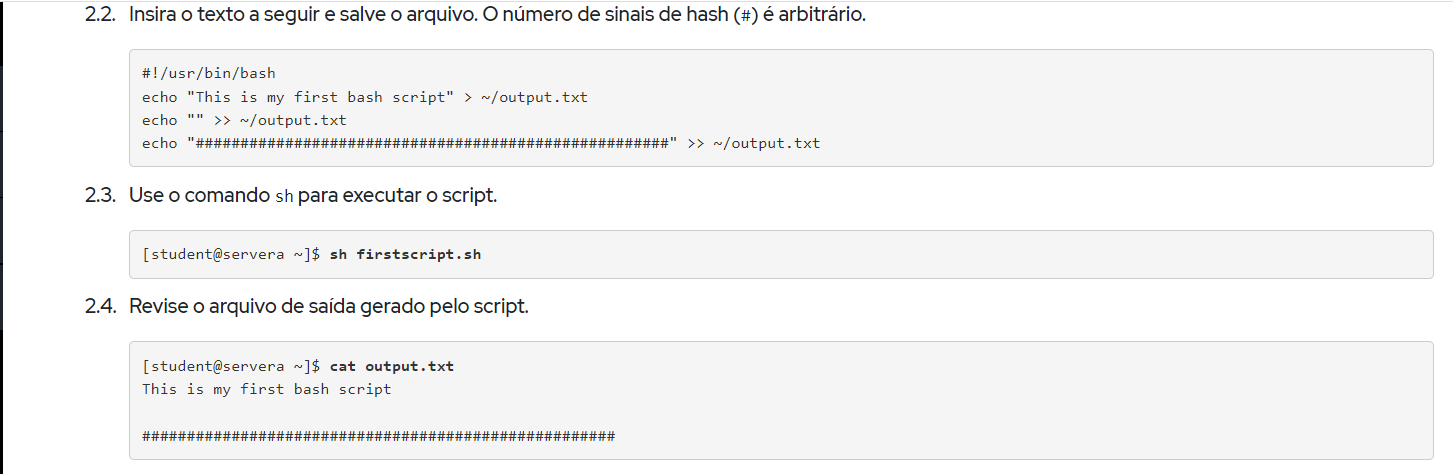 2.2. Insira o texto a seguir e salve o arquivo. O número de sinais de hash (#) é arbitrário.
#!/usr/bin/bash
echo "This is my first bash script" > ~/output.txt
echo "" >> ~/output.txt
echo "#####################################################" >> ~/output.txt
2.3. Use o comando sh para executar o script.
[student@servera ~]$ sh firstscript.sh
2.4. Revise o arquivo de saída gerado pelo script.
[student@servera ~]$ cat output.txt
This is my first bash script
#####################################################